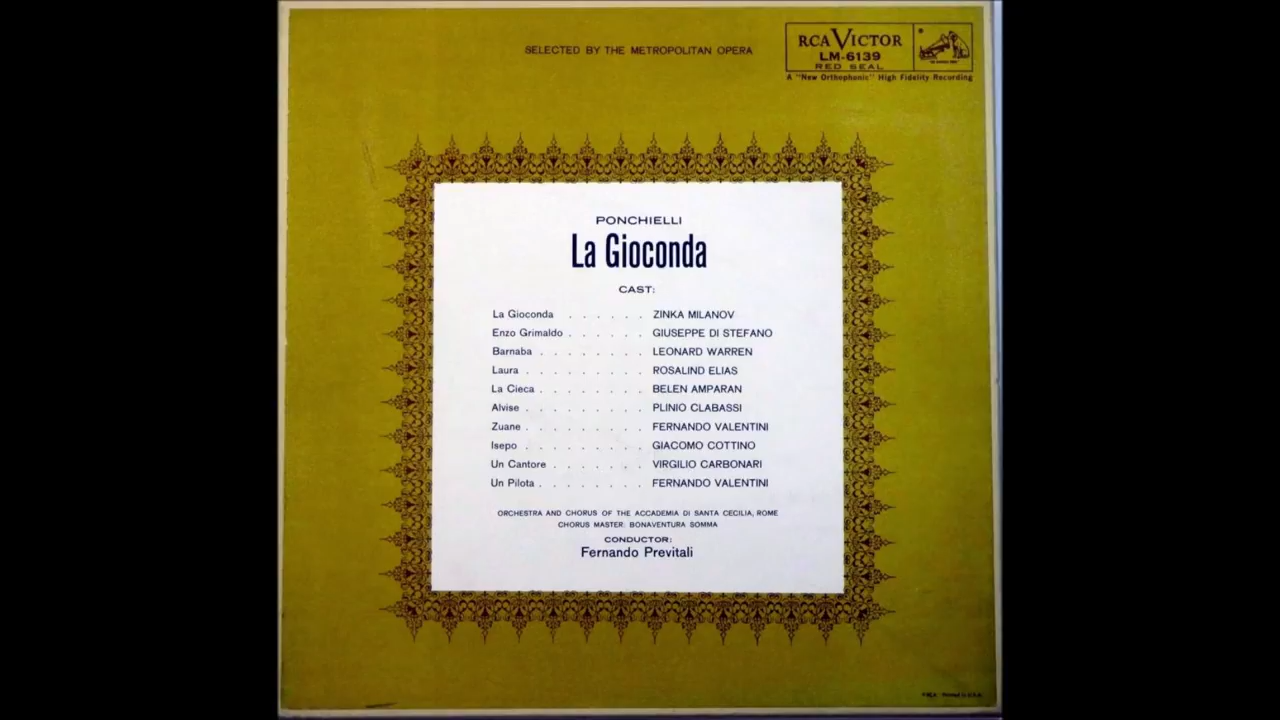 SELECTED BY THE METROPOLITAN OPERA
RCA VICTOR
LM-6139
RED SEAL
A "New Orthophonic" High Fidelity Recording
PONCHIELLI
La Gioconda
CAST:
La Gioconda . . . . . . ZINKA MILANOV
Enzo Grimaldo . . . . . . GIUSEPPE DI STEFANO
Barnaba . . . . . . . . LEONARD WARREN
Laura . . . . . . . . . ROSALIND ELIAS
La Cieca . . . . . . . . BELEN AMPARAN
Alvise . . . . . . . . . PLINIO CLABASSI
Zuane . . . . . . . . . FERNANDO VALENTINI
Isepo . . . . . . . . . GIACOMO COTTINO
Un Cantore . . . . . . . VIRGILIO CARBONARI
Un Pilota . . . . . . . . FERNANDO VALENTINI
ORCHESTRA AND CHORUS OF THE ACCADEMIA DI SANTA CECILIA, ROME
CHORUS MASTER: BONAVENTURA SOMMA
CONDUCTOR:
Fernando Previtali
Printed in U.S.A.